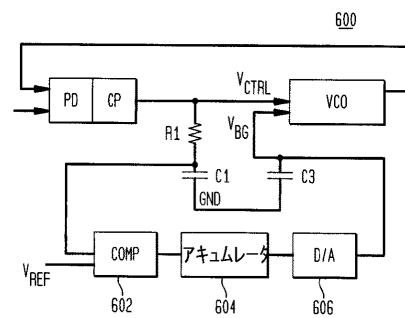 600
PD
CP
V_CTRL
VCO
V_BG
R1
C1
C3
GND
V_REF
COMP
アキュムレータ
D/A
602
604
606